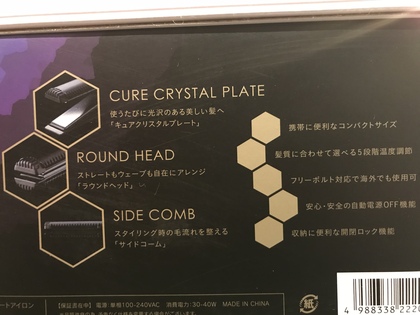 CURE CRYSTAL PLATE
使うたびに光沢のある美しい髪へ
「キュアクリスタルプレート」
ROUND HEAD
ストレートもウェーブも自在にアレンジ
「ラウンドヘッド」
SIDE COMB
スタイリング時の毛流れを整える
「サイドコーム」
携帯に便利なコンパクトサイズ
髪質に合わせて選べる5段階温度調節
フリーボルト対応で海外でも使用可
安心・安全の自動電源OFF機能
収納に便利な開閉ロック機能
ートアイロン 【保証書在中】 電源:単相100-240VAC 消費電力:30-40W MADE IN CHINA
紙
4 988338 222